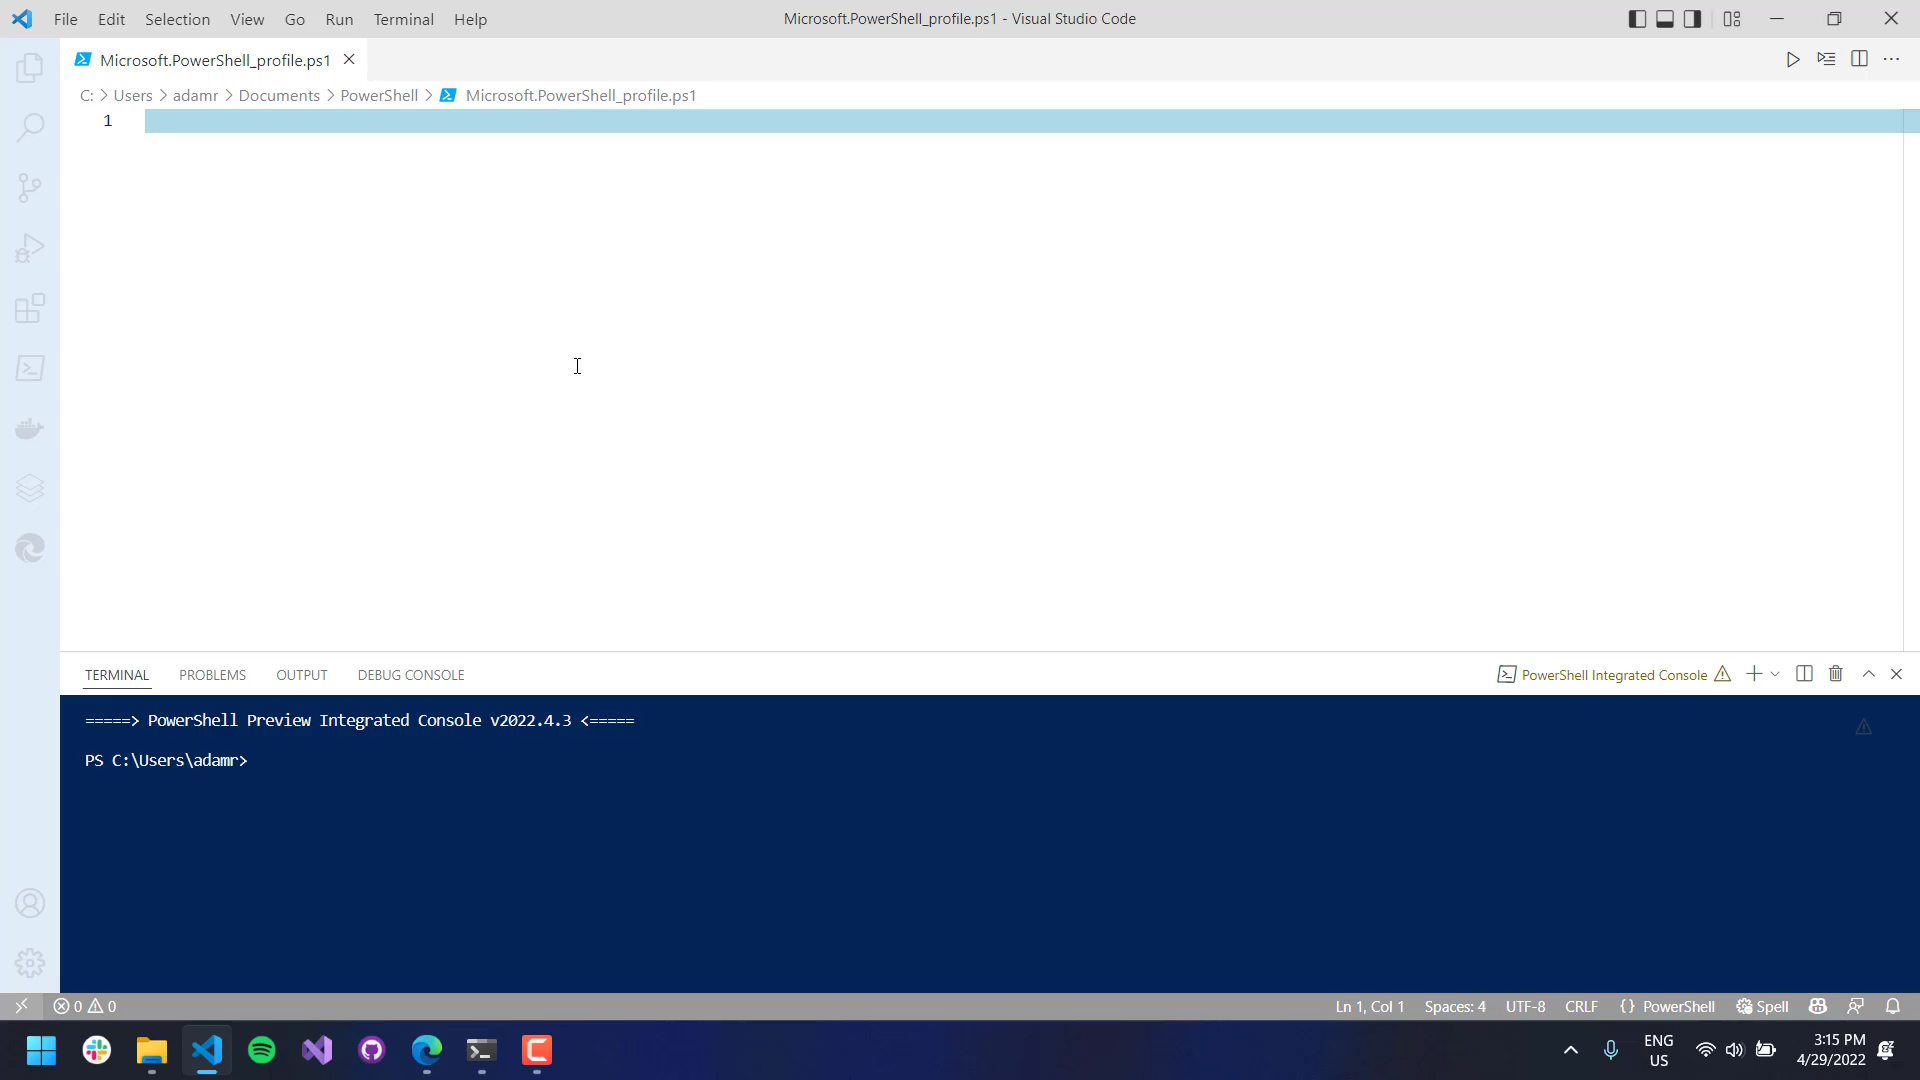 File Edit Selection View Go Run Terminal Help Microsoft.PowerShell_profile.ps1 - Visual Studio Code
Microsoft.PowerShell_profile.ps1
C: > Users > adamr > Documents > PowerShell > Microsoft.PowerShell_profile.ps1
1
TERMINAL PROBLEMS OUTPUT DEBUG CONSOLE PowerShell Integrated Console
=====> PowerShell Preview Integrated Console v2022.4.3 <=====
PS C:\Users\adamr>
0 0 Ln 1, Col 1 Spaces: 4 UTF-8 CRLF {} PowerShell Spell
ENG 3:15 PM
US 4/29/2022